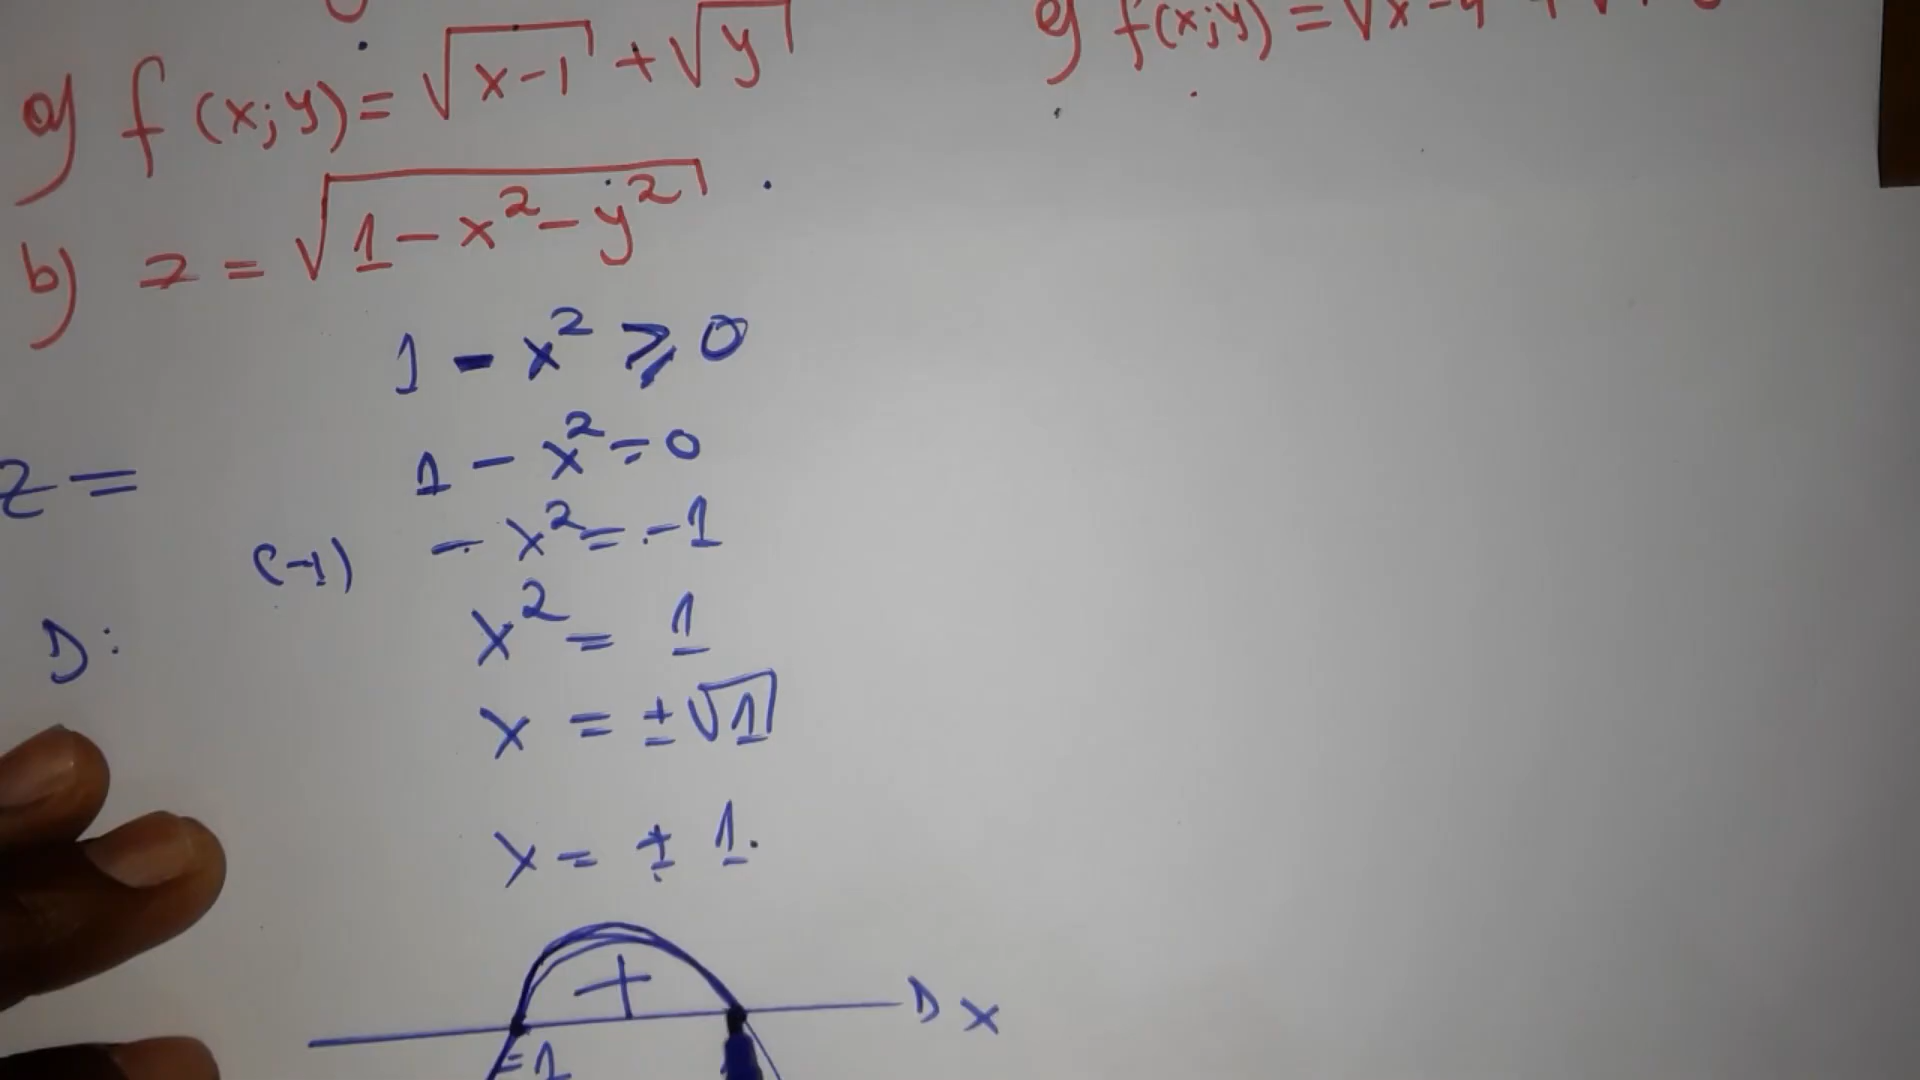 a) f(x;y) = √x-1 + √y
e) f(x;y) = √x-y +
b) z = √1-x²-y²
1 - x² ⩾ 0
1 - x² = 0
z =
(-1) - x² = -1
x² = 1
D:
x = ±√1
x = ± 1.
+
x
-1